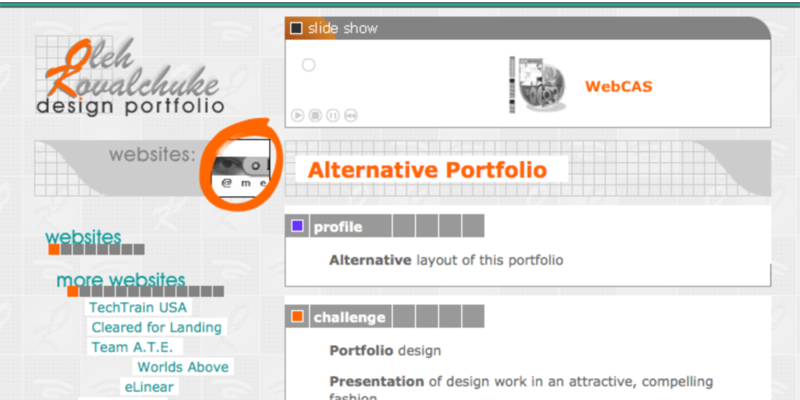 Oleh
Kovalchuke
design portfolio
slide show
WebCAS
websites:
@ m e
Alternative Portfolio
profile
Alternative layout of this portfolio
websites
more websites
TechTrain USA
Cleared for Landing
Team A.T.E.
Worlds Above
eLinear
challenge
Portfolio design
Presentation of design work in an attractive, compelling
fashion